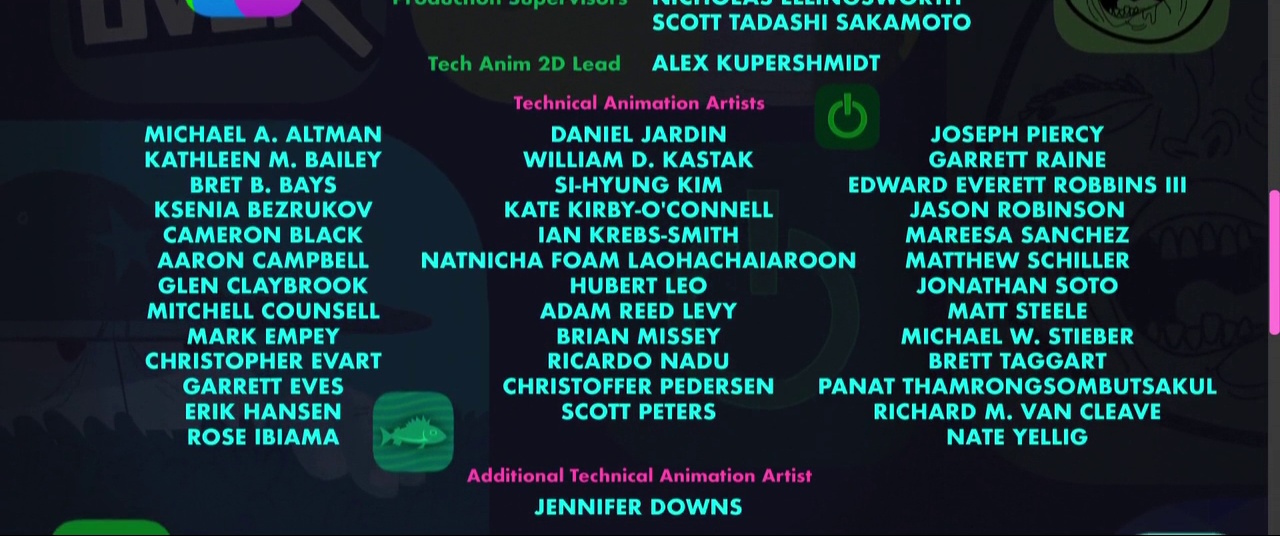 OVER
Production Supervisors NICHOLAS ELLINGSWORTH
SCOTT TADASHI SAKAMOTO
Tech Anim 2D Lead ALEX KUPERSHMIDT
Technical Animation Artists
MICHAEL A. ALTMAN DANIEL JARDIN JOSEPH PIERCY
KATHLEEN M. BAILEY WILLIAM D. KASTAK GARRETT RAINE
BRET B. BAYS SI-HYUNG KIM EDWARD EVERETT ROBBINS III
KSENIA BEZRUKOV KATE KIRBY-O'CONNELL JASON ROBINSON
CAMERON BLACK IAN KREBS-SMITH MAREESA SANCHEZ
AARON CAMPBELL NATNICHA FOAM LAOHACHAIAROON MATTHEW SCHILLER
GLEN CLAYBROOK HUBERT LEO JONATHAN SOTO
MITCHELL COUNSELL ADAM REED LEVY MATT STEELE
MARK EMPEY BRIAN MISSEY MICHAEL W. STIEBER
CHRISTOPHER EVART RICARDO NADU BRETT TAGGART
GARRETT EVES CHRISTOFFER PEDERSEN PANAT THAMRONGSOMBUTSAKUL
ERIK HANSEN SCOTT PETERS RICHARD M. VAN CLEAVE
ROSE IBIAMA NATE YELLIG
Additional Technical Animation Artist
JENNIFER DOWNS